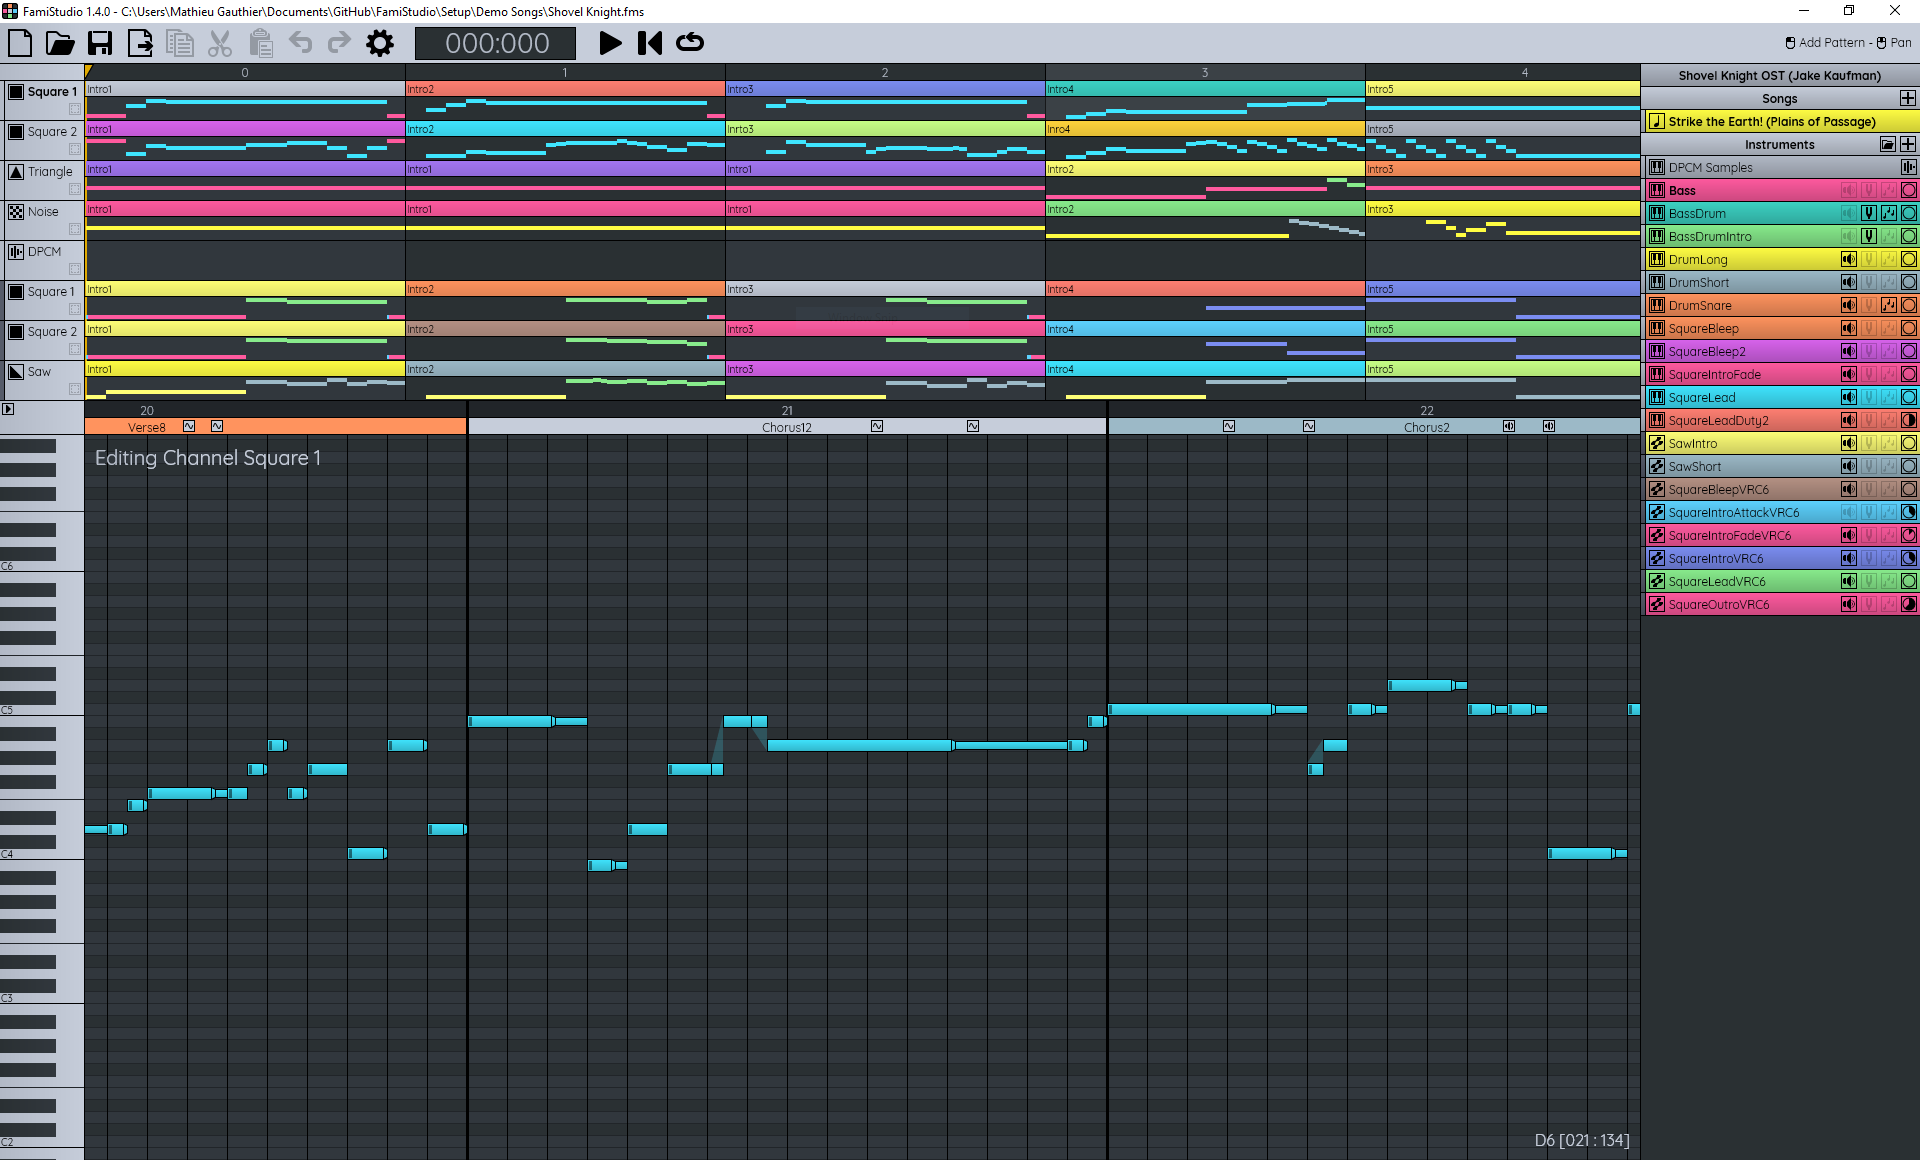 FamiStudio 1.4.0 - C:\Users\Mathieu Gauthier\Documents\GitHub\FamiStudio\Setup\Demo Songs\Shovel Knight.fms
000:000
Add Pattern - Pan
0 1 2 3 4
Square 1
Intro1 Intro2 Intro3 Intro4 Intro5
Square 2
Intro1 Intro2 Inrto3 Inro4 Intro5
Triangle
Intro1 Intro1 Intro1 Intro2 Intro3
Noise
Intro1 Intro1 Intro1 Intro2 Intro3
DPCM
Square 1
Intro1 Intro2 Intro3 Intro4 Intro5
Square 2
Intro1 Intro2 Intro3 Intro4 Intro5
Saw
Intro1 Intro2 Intro3 Intro4 Intro5
20 21 22
Verse8 Chorus12 Chorus2
Editing Channel Square 1
C6
C5
C4
C3
C2
D6 [021 : 134]
Shovel Knight OST (Jake Kaufman)
Songs
Strike the Earth! (Plains of Passage)
Instruments
DPCM Samples
Bass
BassDrum
BassDrumIntro
DrumLong
DrumShort
DrumSnare
SquareBleep
SquareBleep2
SquareIntroFade
SquareLead
SquareLeadDuty2
SawIntro
SawShort
SquareBleepVRC6
SquareIntroAttackVRC6
SquareIntroFadeVRC6
SquareIntroVRC6
SquareLeadVRC6
SquareOutroVRC6